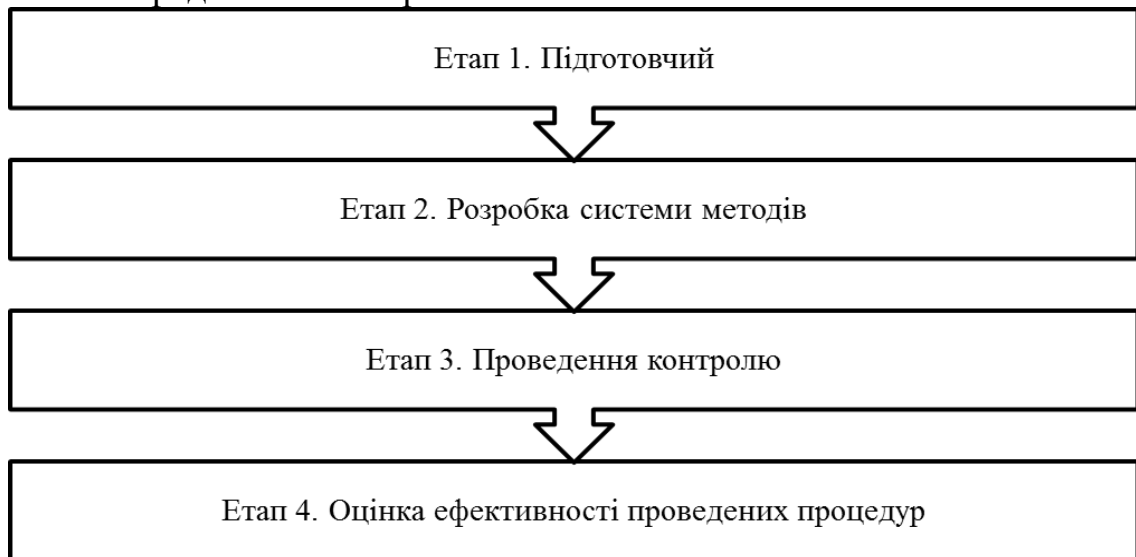 Етап 1. Підготовчий
Етап 2. Розробка системи методів
Етап 3. Проведення контролю
Етап 4. Оцінка ефективності проведених процедур